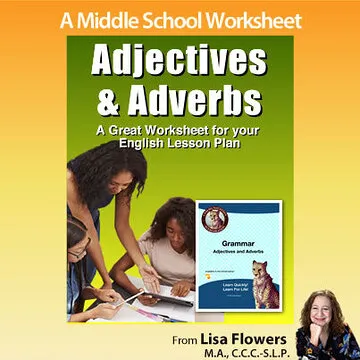 A Middle School Worksheet
Adjectives
& Adverbs
A Great Worksheet for your
English Lesson Plan
Grammar
Adjectives and Adverbs
Learn Quickly!
Learn For Life!
From Lisa Flowers
M.A., C.C.C.-S.L.P.